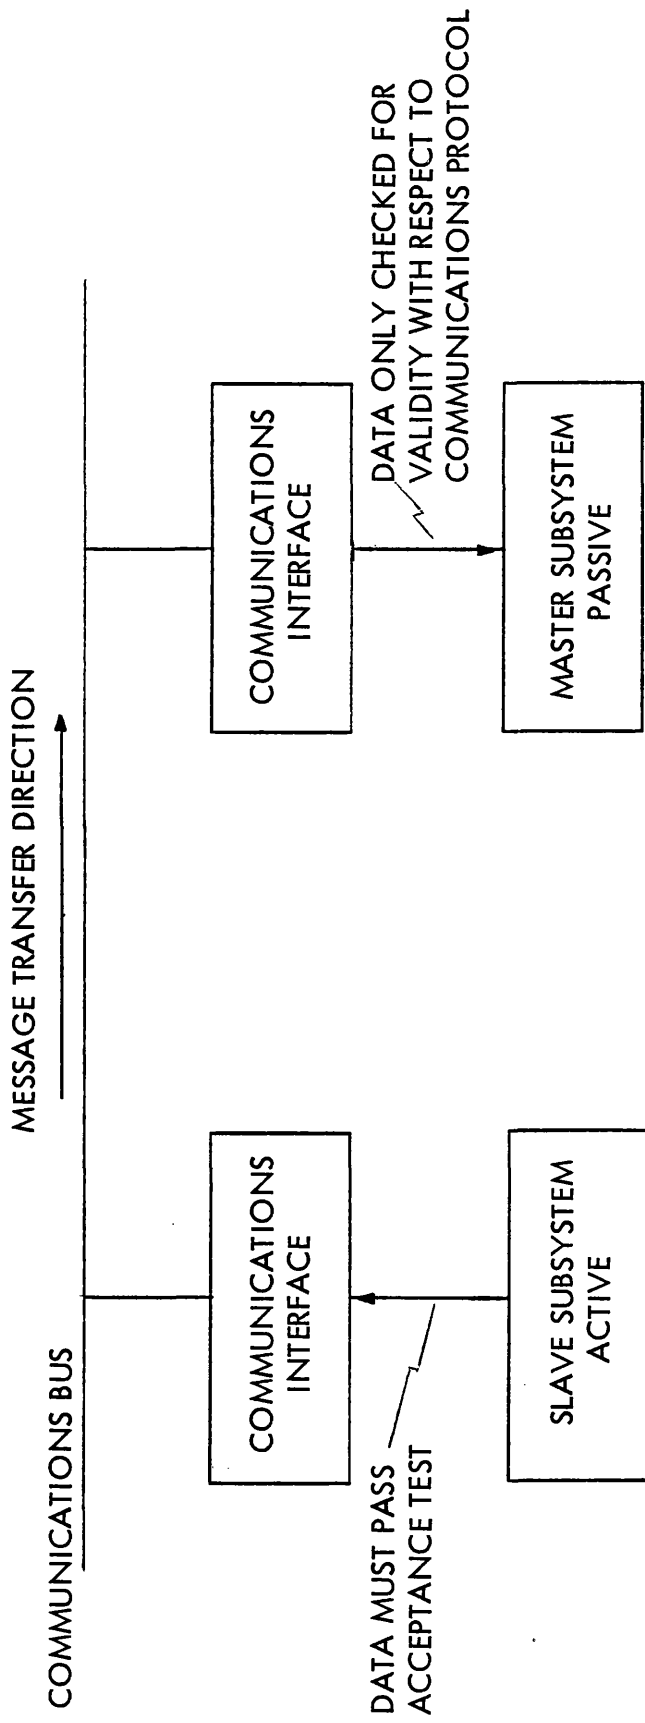 MESSAGE TRANSFER DIRECTION
COMMUNICATIONS BUS
COMMUNICATIONS
INTERFACE
COMMUNICATIONS
INTERFACE
DATA MUST PASS
ACCEPTANCE TEST
DATA ONLY CHECKED FOR
VALIDITY WITH RESPECT TO
COMMUNICATIONS PROTOCOL
SLAVE SUBSYSTEM
ACTIVE
MASTER SUBSYSTEM
PASSIVE